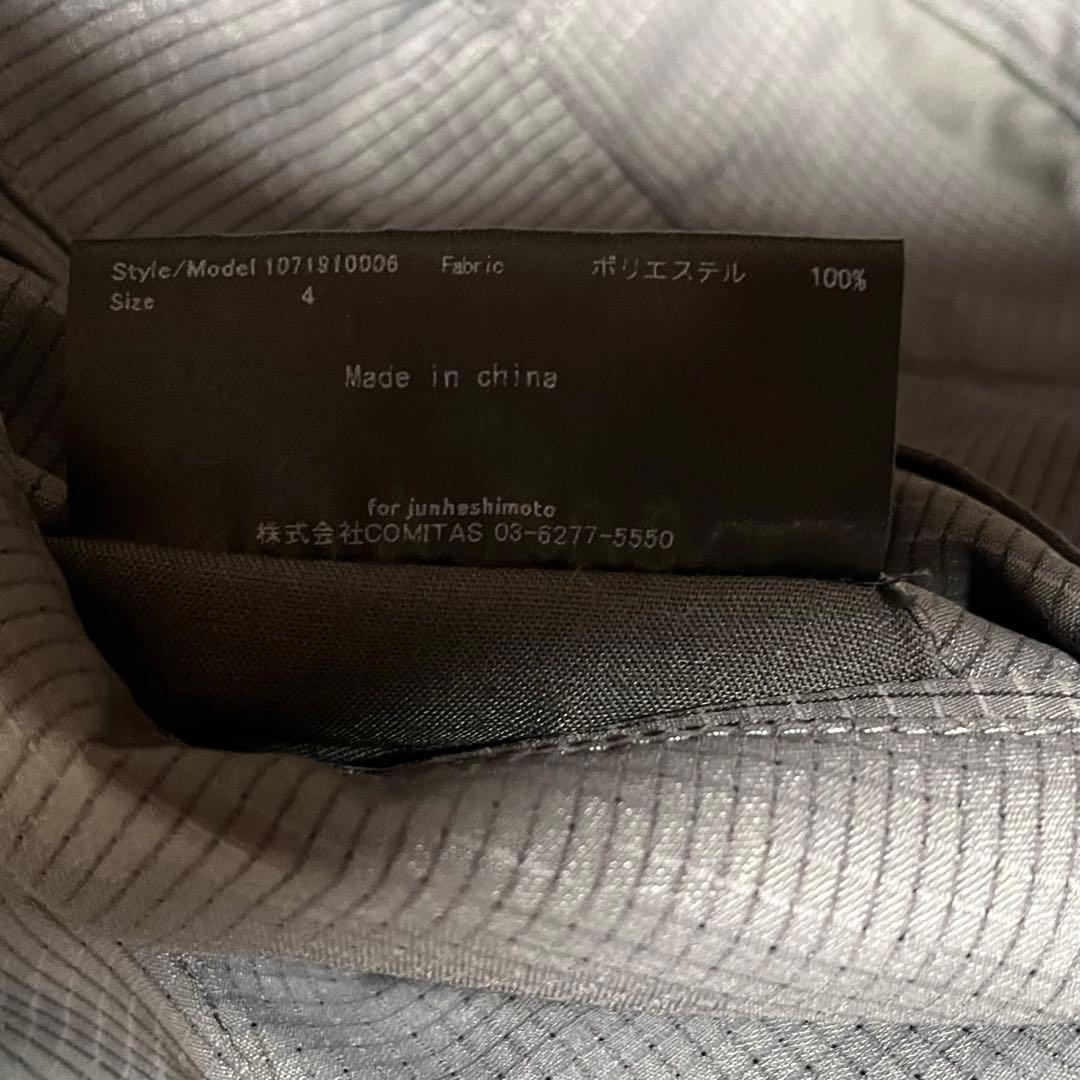 Style/Model 1071910006 Fabric ポリエステル 100%
Size 4
Made in china
for junhashimoto
株式会社COMITAS 03-6277-5550